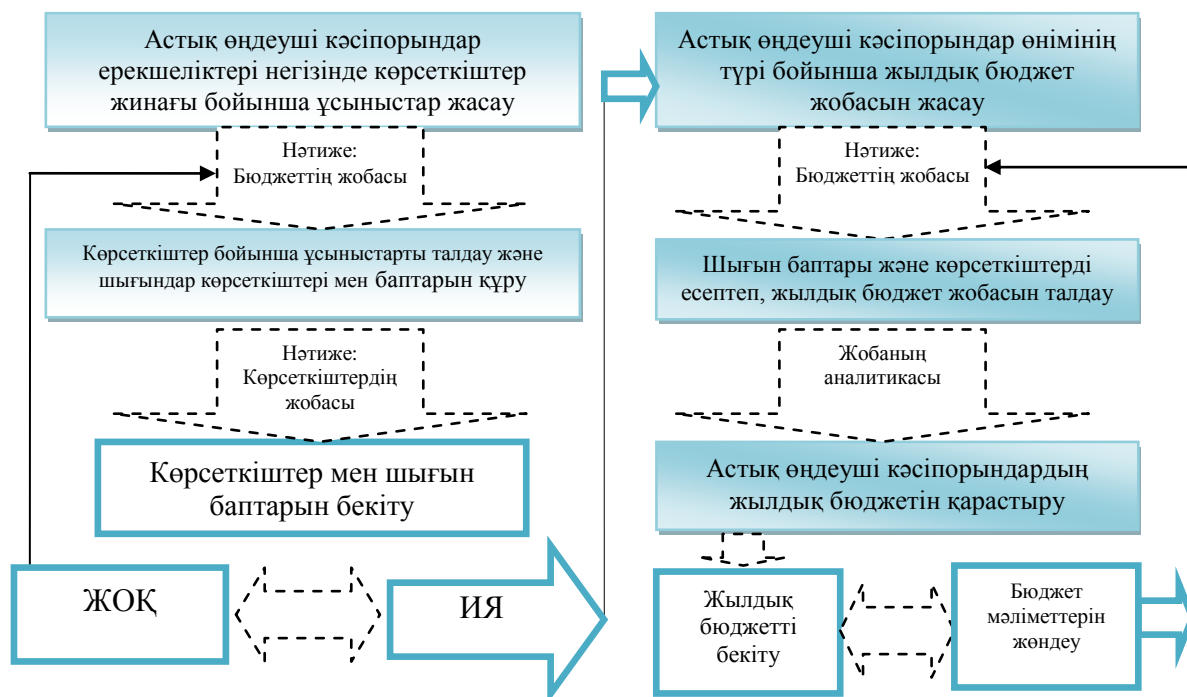 Астық өңдеуші кәсіпорындар
ерекшеліктері негізінде көрсеткіштер
жинағы бойынша ұсыныстар жасау
Нәтиже:
Бюджеттің жобасы
Көрсеткіштер бойынша ұсыныстарты талдау және
шығындар көрсеткіштері мен баптарын құру
Нәтиже:
Көрсеткіштердің
жобасы
Көрсеткіштер мен шығын
баптарын бекіту
ЖОҚ
ИЯ
Астық өңдеуші кәсіпорындар өнімінің
түрі бойынша жылдық бюджет
жобасын жасау
Нәтиже:
Бюджеттің жобасы
Шығын баптары және көрсеткіштерді
есептеп, жылдық бюджет жобасын талдау
Жобаның
аналитикасы
Астық өңдеуші кәсіпорындардың
жылдық бюджетін қарастыру
Жылдық
бюджетті
бекіту
Бюджет
мәліметтерін
жөндеу